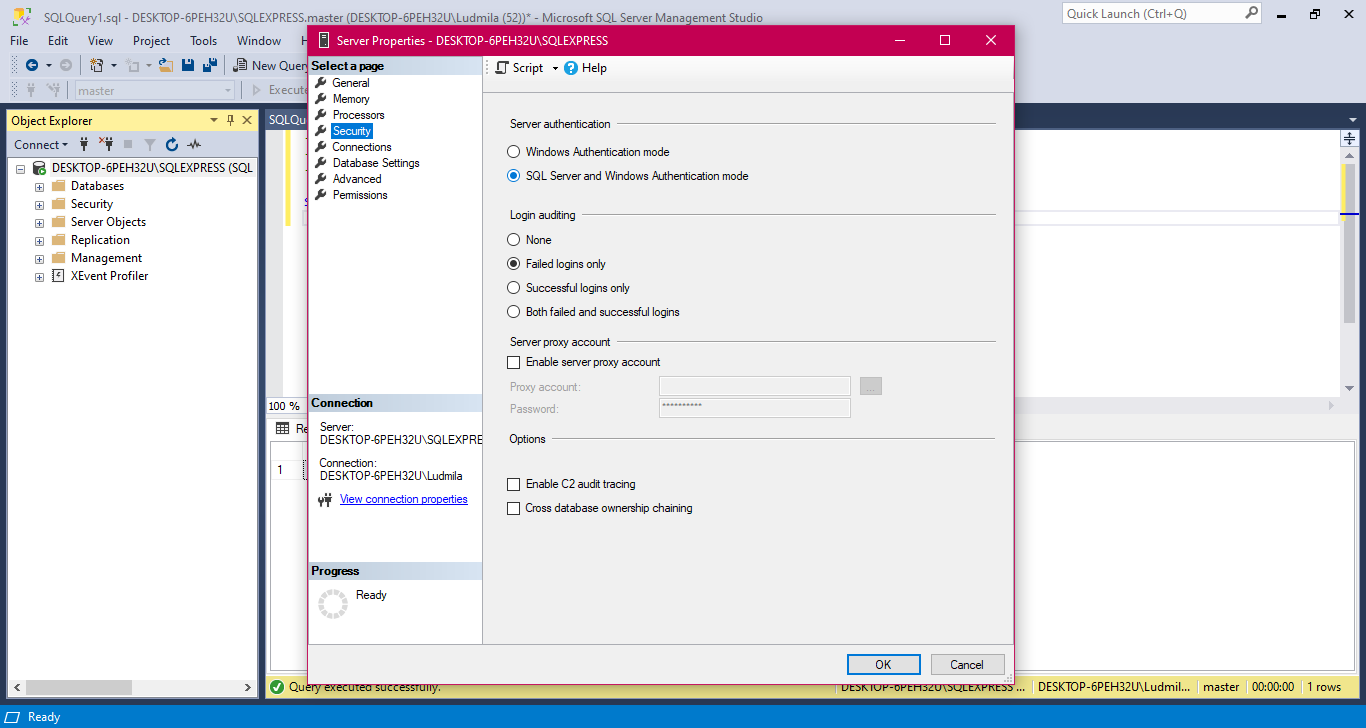 SQLQuery1.sql - DESKTOP-6PEH32U\SQLEXPRESS.master (DESKTOP-6PEH32U\Ludmila (52))* - Microsoft SQL Server Management Studio
Quick Launch (Ctrl+Q)
File Edit View Project Tools Window
Server Properties - DESKTOP-6PEH32U\SQLEXPRESS
New Query
master
Execute
Object Explorer
Connect
DESKTOP-6PEH32U\SQLEXPRESS (SQL
Databases
Security
Server Objects
Replication
Management
XEvent Profiler
SQLQu
100 %
Re
1
Select a page
General
Memory
Processors
Security
Connections
Database Settings
Advanced
Permissions
Connection
Server:
DESKTOP-6PEH32U\SQLEXPRE
Connection:
DESKTOP-6PEH32U\Ludmila
View connection properties
Progress
Ready
Script Help
Server authentication
Windows Authentication mode
SQL Server and Windows Authentication mode
Login auditing
None
Failed logins only
Successful logins only
Both failed and successful logins
Server proxy account
Enable server proxy account
Proxy account:
...
Password: **********
Options
Enable C2 audit tracing
Cross database ownership chaining
OK Cancel
Query executed successfully. DESKTOP-6PEH32U\SQLEXPRESS ... DESKTOP-6PEH32U\Ludmil... master 00:00:00 1 rows
Ready